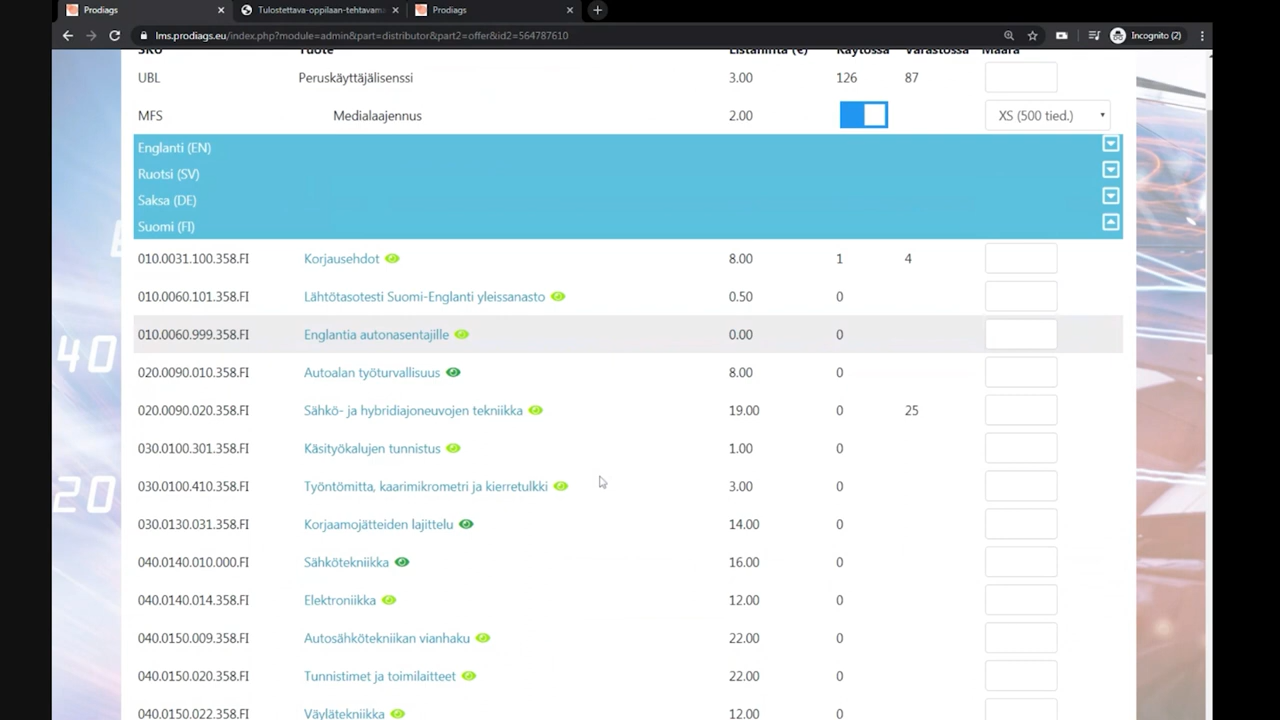 Prodiags
Tulostettava-oppilaan-tehtavama
Prodiags
lms.prodiags.eu/index.php?module=admin&part=distributor&part2=offer&id2=564787610
Incognito (2)
SKU Tuote Listahinta (€) Käytössä Varastossa Määrä
UBL Peruskäyttäjälisenssi 3.00 126 87
MFS Medialaajennus 2.00 XS (500 tied.)
Englanti (EN)
Ruotsi (SV)
Saksa (DE)
Suomi (FI)
010.0031.100.358.FI Korjausehdot 8.00 1 4
010.0060.101.358.FI Lähtötasotesti Suomi-Englanti yleissanasto 0.50 0
010.0060.999.358.FI Englantia autonasentajille 0.00 0
020.0090.010.358.FI Autoalan työturvallisuus 8.00 0
020.0090.020.358.FI Sähkö- ja hybridiajoneuvojen tekniikka 19.00 0 25
030.0100.301.358.FI Käsityökalujen tunnistus 1.00 0
030.0100.410.358.FI Työntömitta, kaarimikrometri ja kierretulkki 3.00 0
030.0130.031.358.FI Korjaamojätteiden lajittelu 14.00 0
040.0140.010.000.FI Sähkötekniikka 16.00 0
040.0140.014.358.FI Elektroniikka 12.00 0
040.0150.009.358.FI Autosähkötekniikan vianhaku 22.00 0
040.0150.020.358.FI Tunnistimet ja toimilaitteet 22.00 0
040.0150.022.358.FI Väylätekniikka 12.00 0
40
20